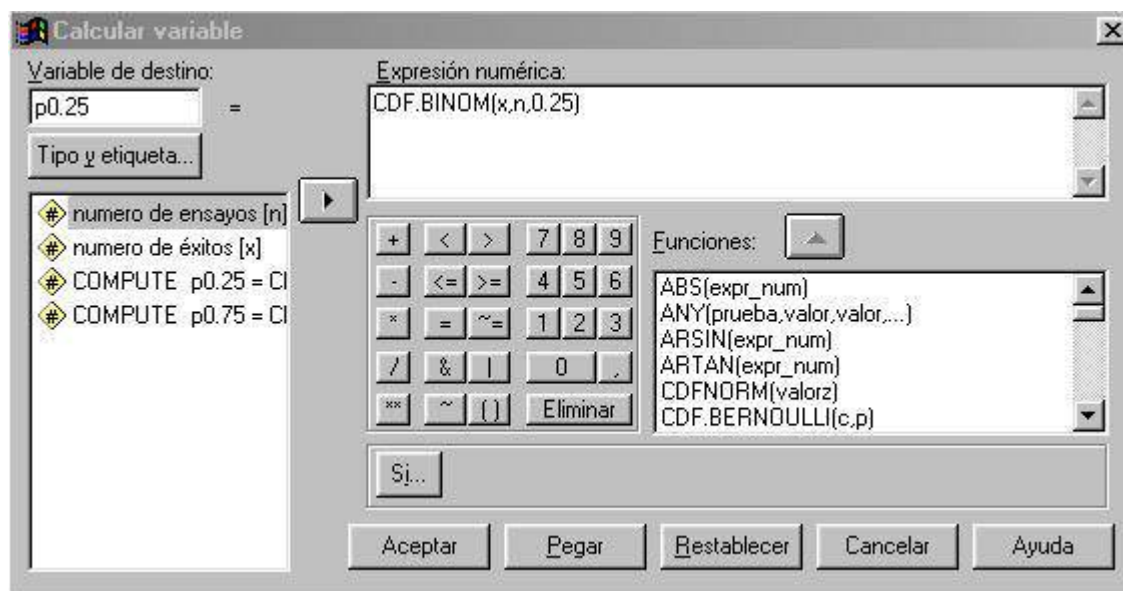 Calcular variable
Variable de destino:
p0.25
=
Tipo y etiqueta...
numero de ensayos [n]
numero de éxitos [x]
COMPUTE p0.25 = CI
COMPUTE p0.75 = CI
Expresión numérica:
CDF.BINOM(x,n,0.25)
+ < > 7 8 9
- <= >= 4 5 6
* = ~= 1 2 3
/ & | 0 ,
** ~ ( ) Eliminar
Funciones:
ABS(expr_num)
ANY(prueba,valor,valor,...)
ARSIN(expr_num)
ARTAN(expr_num)
CDFNORM(valorz)
CDF.BERNOULLI(c,p)
Si...
Aceptar Pegar Restablecer Cancelar Ayuda